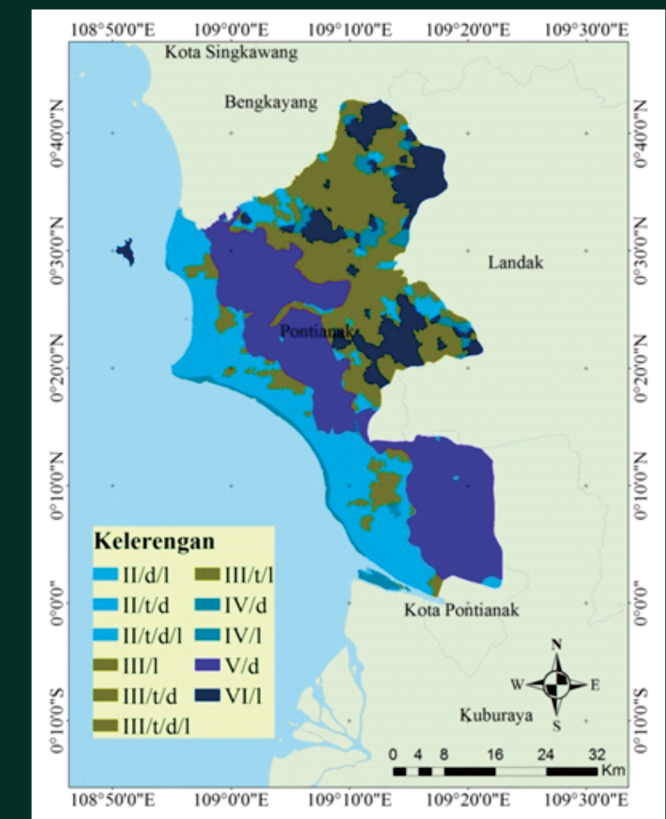 108°50'0"E 109°0'0"E 109°10'0"E 109°20'0"E 109°30'0"E
Kota Singkawang
Bengkayang
0°40'0"N 0°40'0"N
0°30'0"N 0°30'0"N
Landak
Pontianak
0°20'0"N 0°20'0"N
0°10'0"N 0°10'0"N
Kelerengan
II/d/l III/t/l
II/t/d IV/d
II/t/d/l IV/l
III/l V/d
III/t/d VI/l
III/t/d/l
0°0'0" 0°0'0"
Kota Pontianak
N
W E
S
Kuburaya
0°10'0"S 0°10'0"S
0 4 8 16 24 32
Km
108°50'0"E 109°0'0"E 109°10'0"E 109°20'0"E 109°30'0"E